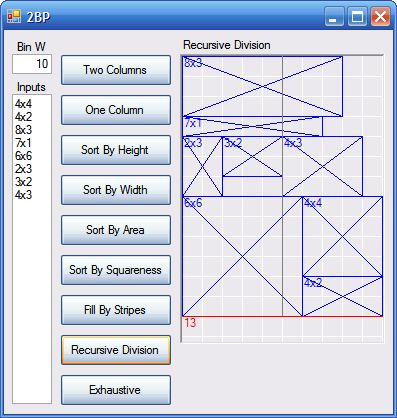 2BP
Bin W
10
Inputs
4x4
4x2
8x3
7x1
6x6
2x3
3x2
4x3
Two Columns
One Column
Sort By Height
Sort By Width
Sort By Area
Sort By Squareness
Fill By Stripes
Recursive Division
Exhaustive
Recursive Division
8x3
7x1
2x3 3x2 4x3
6x6 4x4
4x2
13